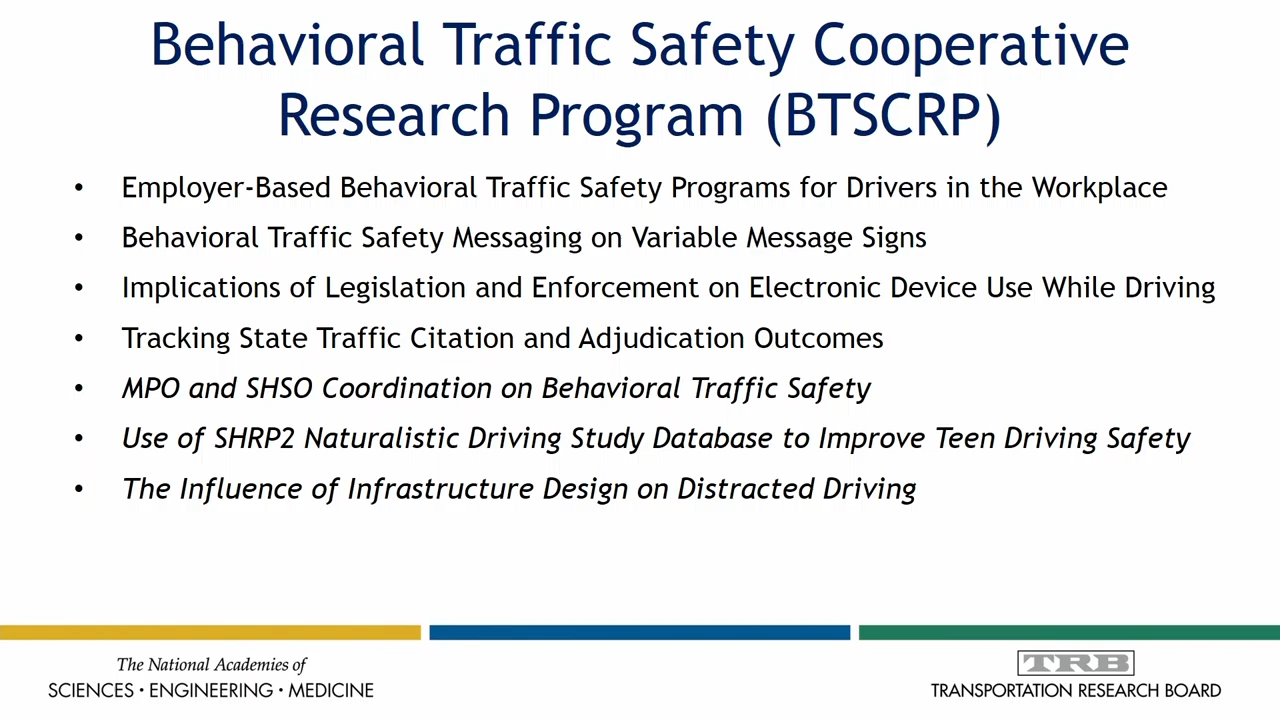 Behavioral Traffic Safety Cooperative
Research Program (BTSCRP)
• Employer-Based Behavioral Traffic Safety Programs for Drivers in the Workplace
• Behavioral Traffic Safety Messaging on Variable Message Signs
• Implications of Legislation and Enforcement on Electronic Device Use While Driving
• Tracking State Traffic Citation and Adjudication Outcomes
• MPO and SHSO Coordination on Behavioral Traffic Safety
• Use of SHRP2 Naturalistic Driving Study Database to Improve Teen Driving Safety
• The Influence of Infrastructure Design on Distracted Driving
The National Academies of
SCIENCES · ENGINEERING · MEDICINE
TRB
TRANSPORTATION RESEARCH BOARD